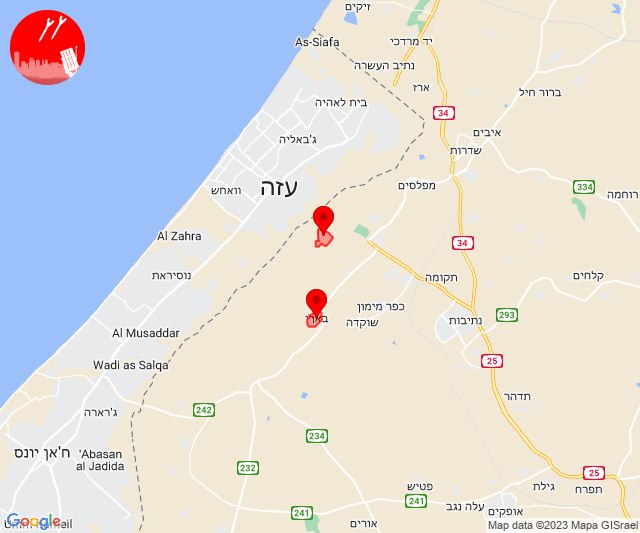 זיקים
As-Siafa
יד מרדכי
נתיב העשרה
ארז
ברור חיל
בית לאהיה
34
איבים
ג'באליה
שדרות
עזה
מפלסים
וואחש
334
רוחמה
Al Zahra
34
תקומה
נוסיראת
קלחים
כפר מימון
שוקדה
בארי
נתיבות
293
Al Musaddar
Wadi as Salqa
25
תדהר
ג'רארה
242
234
ח'אן יונס
'Abasan
al Jadida
232
25
פטיש
גילת
תפרח
241
עלה נגב
241
אופקים
אורים
Google
Map data ©2023 Mapa GISrael